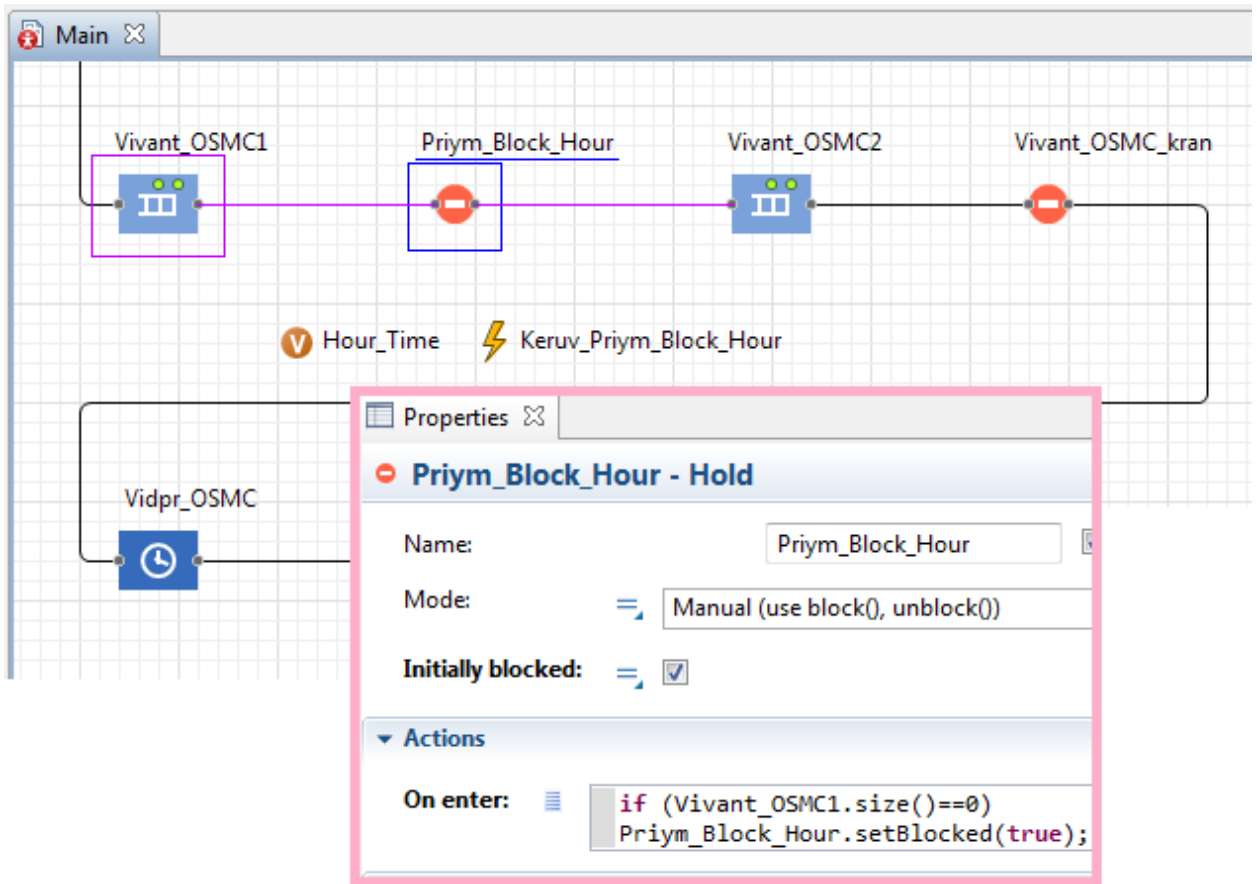 Main
Vivant_OSMC1 Priym_Block_Hour Vivant_OSMC2 Vivant_OSMC_kran
V Hour_Time Keruv_Priym_Block_Hour
Vidpr_OSMC
Properties
Priym_Block_Hour - Hold
Name: Priym_Block_Hour
Mode: Manual (use block(), unblock())
Initially blocked:
Actions
On enter: if (Vivant_OSMC1.size()==0)
Priym_Block_Hour.setBlocked(true);